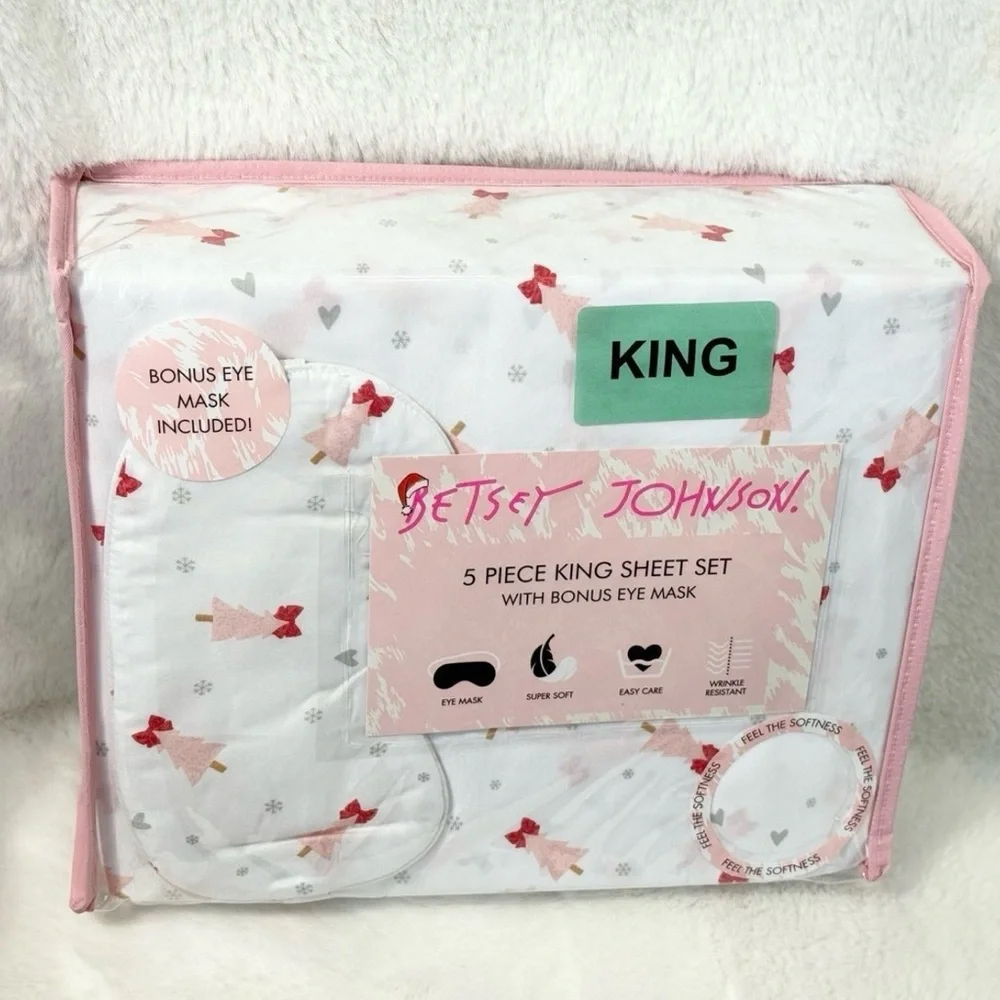 BONUS EYE
MASK
INCLUDED!
KING
BETSEY JOHNSON.
5 PIECE KING SHEET SET
WITH BONUS EYE MASK
EYE MASK
SUPER SOFT
EASY CARE
WRINKLE
RESISTANT
FEEL THE SOFTNESS
FEEL THE SOFTNESS
FEEL THE SOFTNESS
FEEL THE SOFTNESS